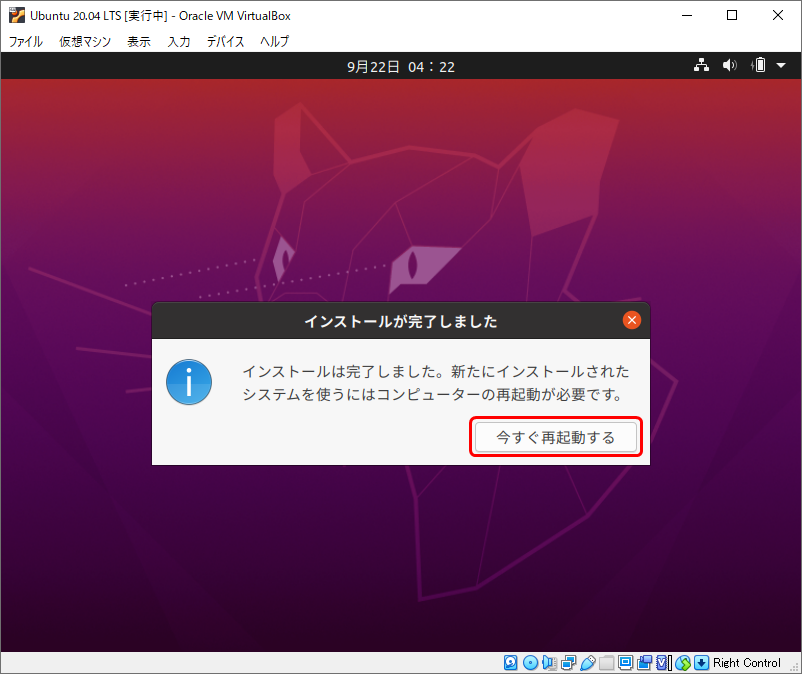 Ubuntu 20.04 LTS [実行中] - Oracle VM VirtualBox
ファイル 仮想マシン 表示 入力 デバイス ヘルプ
9月22日 04：22
インストールが完了しました
インストールは完了しました。新たにインストールされた
システムを使うにはコンピューターの再起動が必要です。
今すぐ再起動する
Right Control